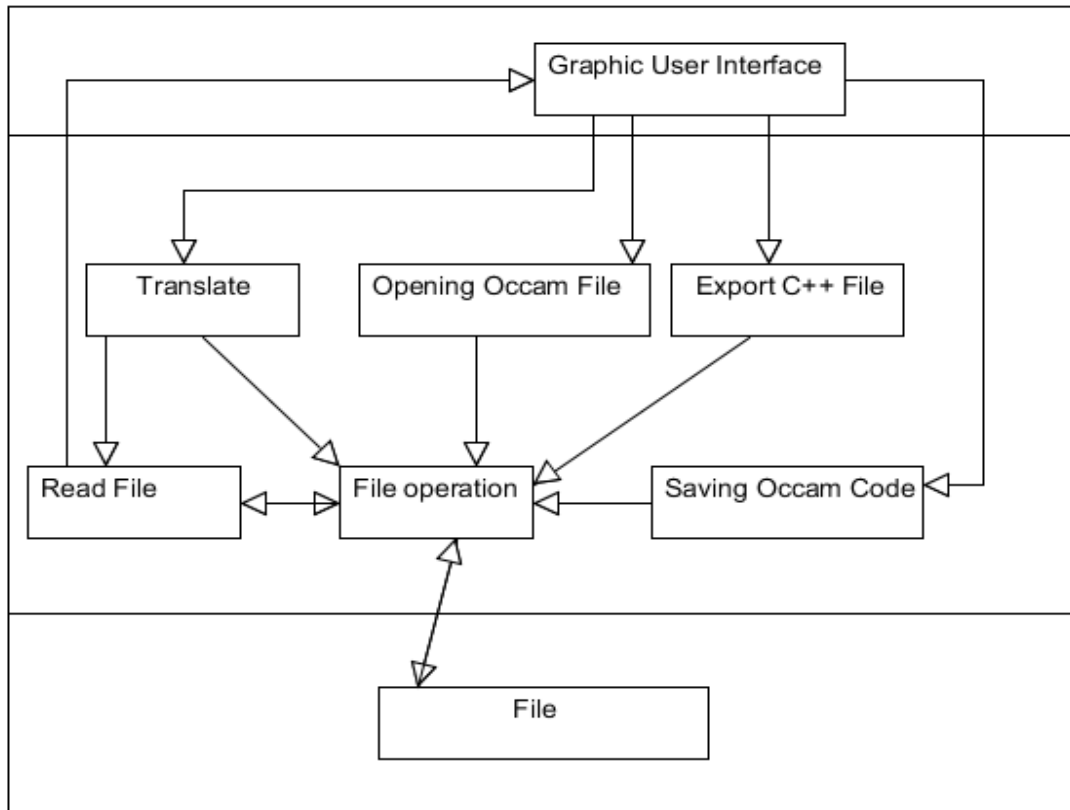 Graphic User Interface
Translate
Opening Occam File
Export C++ File
Read File
File operation
Saving Occam Code
File